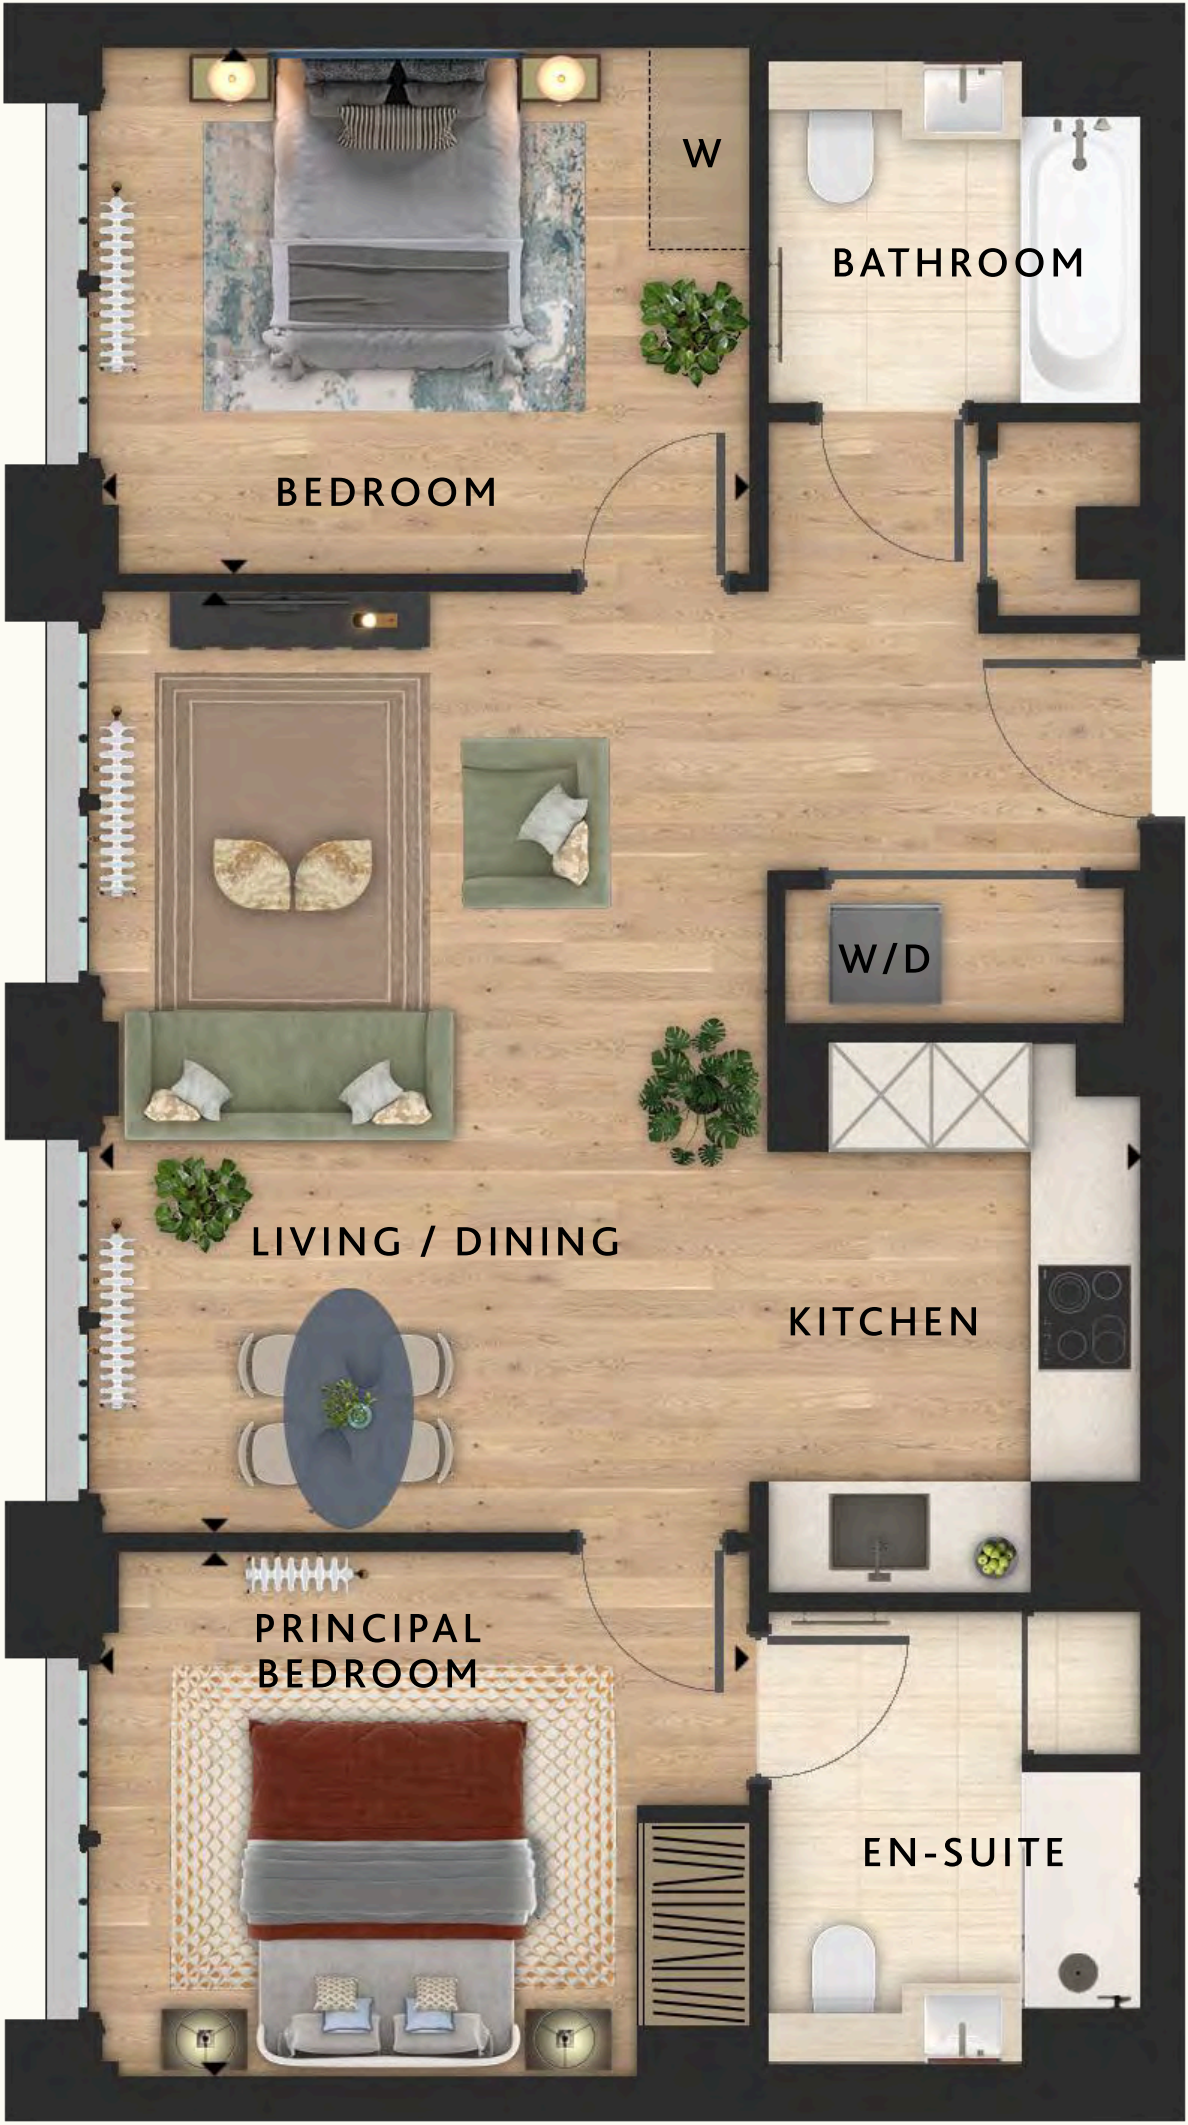 W
BATHROOM
BEDROOM
W/D
LIVING / DINING
KITCHEN
PRINCIPAL
BEDROOM
EN-SUITE